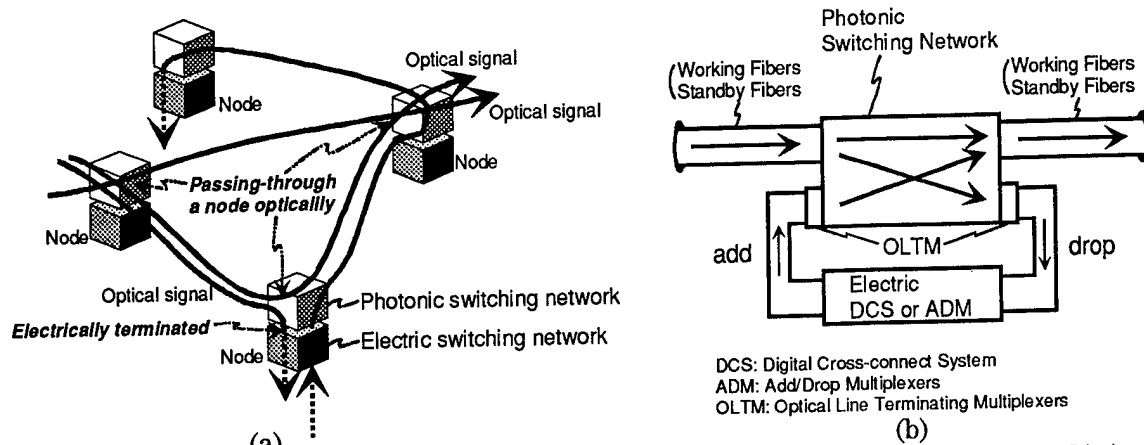 Node
Optical signal
Optical signal
Node
Passing-through
a node optically
Node
Optical signal
Photonic switching network
Electrically terminated
Electric switching network
Node
(a)
Photonic
Switching Network
(Working Fibers
Standby Fibers
(Working Fibers
Standby Fibers
OLTM
add
drop
Electric
DCS or ADM
DCS: Digital Cross-connect System
ADM: Add/Drop Multiplexers
OLTM: Optical Line Terminating Multiplexers
(b)